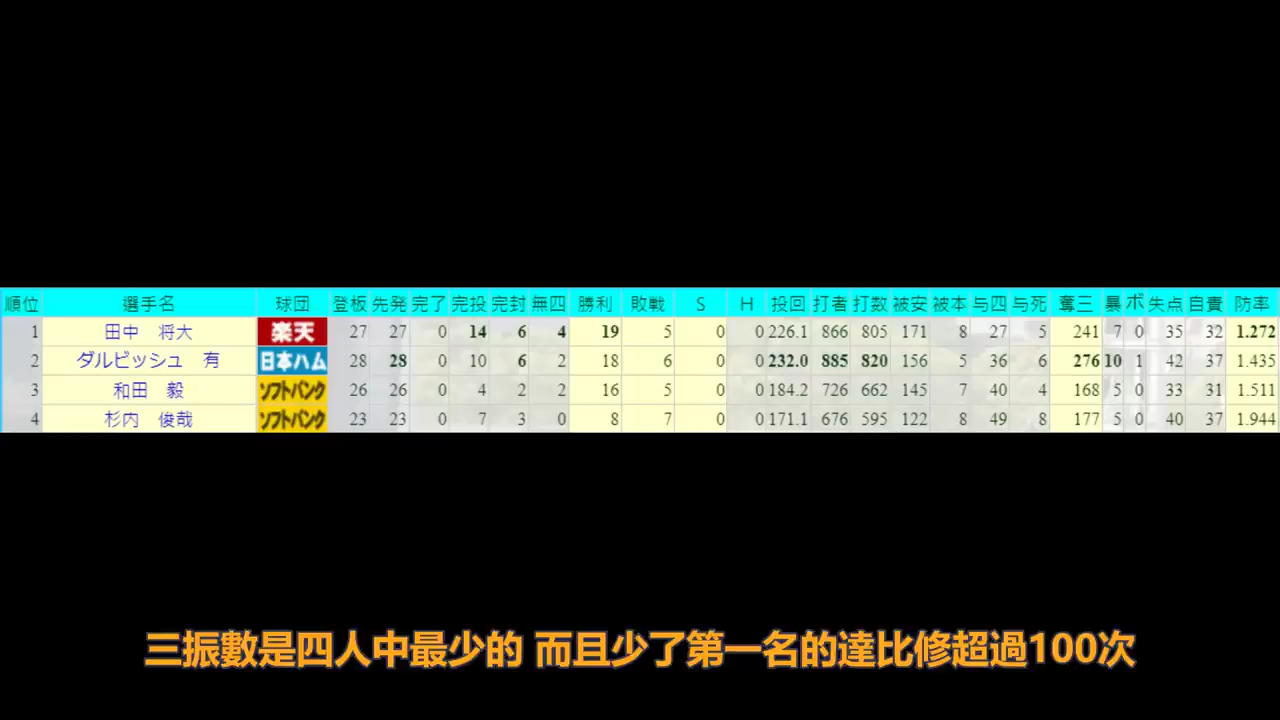 順位 選手名 球団 登板 先発 完了 完投 完封 無四 勝利 敗戦 S H 投回 打者 打数 被安 被本 与四 与死 奪三 暴 ボ 失点 自責 防率
1 田中 将大 楽天 27 27 0 14 6 4 19 5 0 0 226.1 866 805 171 8 27 5 241 7 0 35 32 1.272
2 ダルビッシュ 有 日本ハム 28 28 0 10 6 2 18 6 0 0 232.0 885 820 156 5 36 6 276 10 1 42 37 1.435
3 和田 毅 ソフトバンク 26 26 0 4 2 2 16 5 0 0 184.2 726 662 145 7 40 4 168 5 0 33 31 1.511
4 杉内 俊哉 ソフトバンク 23 23 0 7 3 0 8 7 0 0 171.1 676 595 122 8 49 8 177 5 0 40 37 1.944
三振數是四人中最少的 而且少了第一名的達比修超過100次